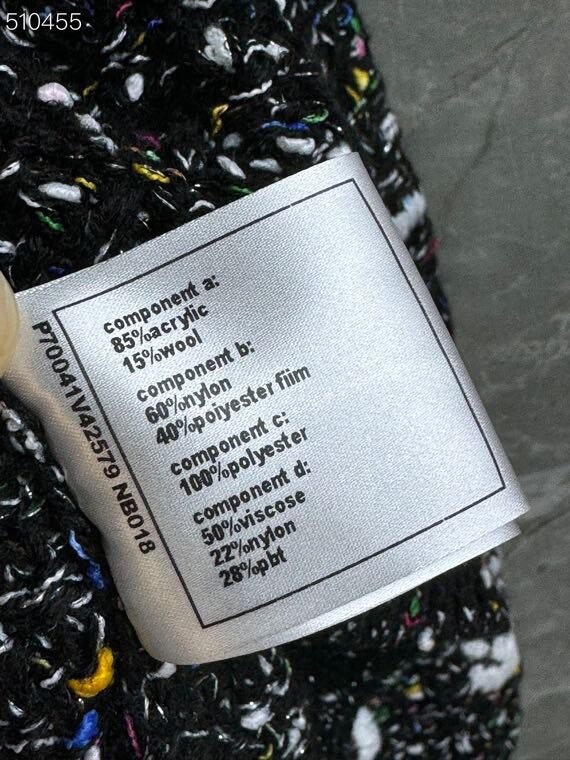 510455
component a:
85%acrylic
15%wool
component b:
60%nylon
40%polyester film
component c:
100%polyester
component d:
50%viscose
22%nylon
28%pbt
P70041V42579 NB018